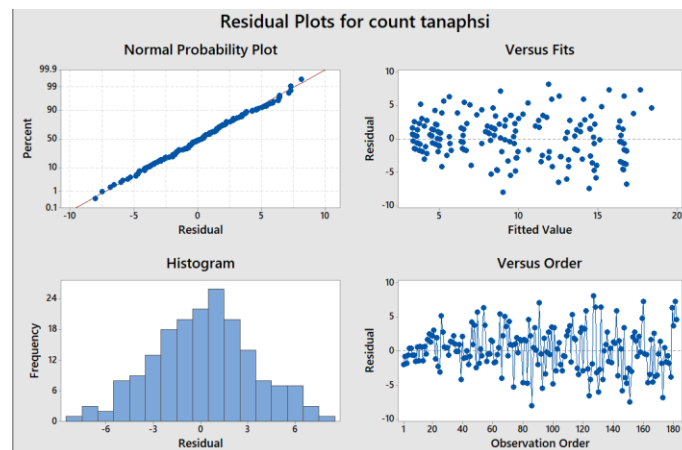 Residual Plots for count tanaphsi
Normal Probability Plot
99.9
99
90
50
10
1
0.1
Percent
-10 -5 0 5 10
Residual
Versus Fits
10
5
0
-5
-10
Residual
5 10 15 20
Fitted Value
Histogram
24
18
12
6
0
Frequency
-6 -3 0 3 6
Residual
Versus Order
10
5
0
-5
-10
Residual
1 20 40 60 80 100 120 140 160 180
Observation Order